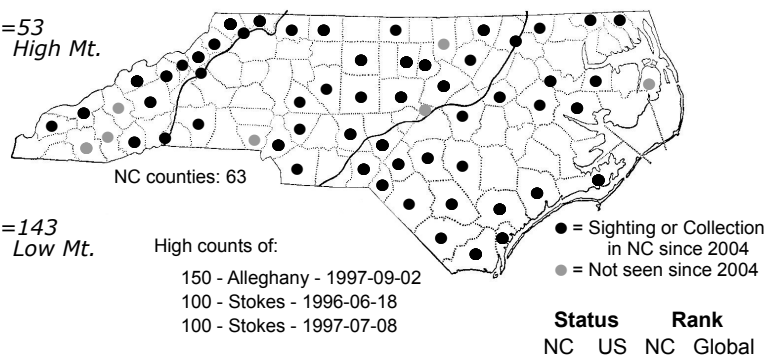 =53
High Mt.
NC counties: 63
=143
Low Mt.
High counts of:
150 - Alleghany - 1997-09-02
100 - Stokes - 1996-06-18
100 - Stokes - 1997-07-08
● = Sighting or Collection
in NC since 2004
● = Not seen since 2004
Status Rank
NC US NC Global